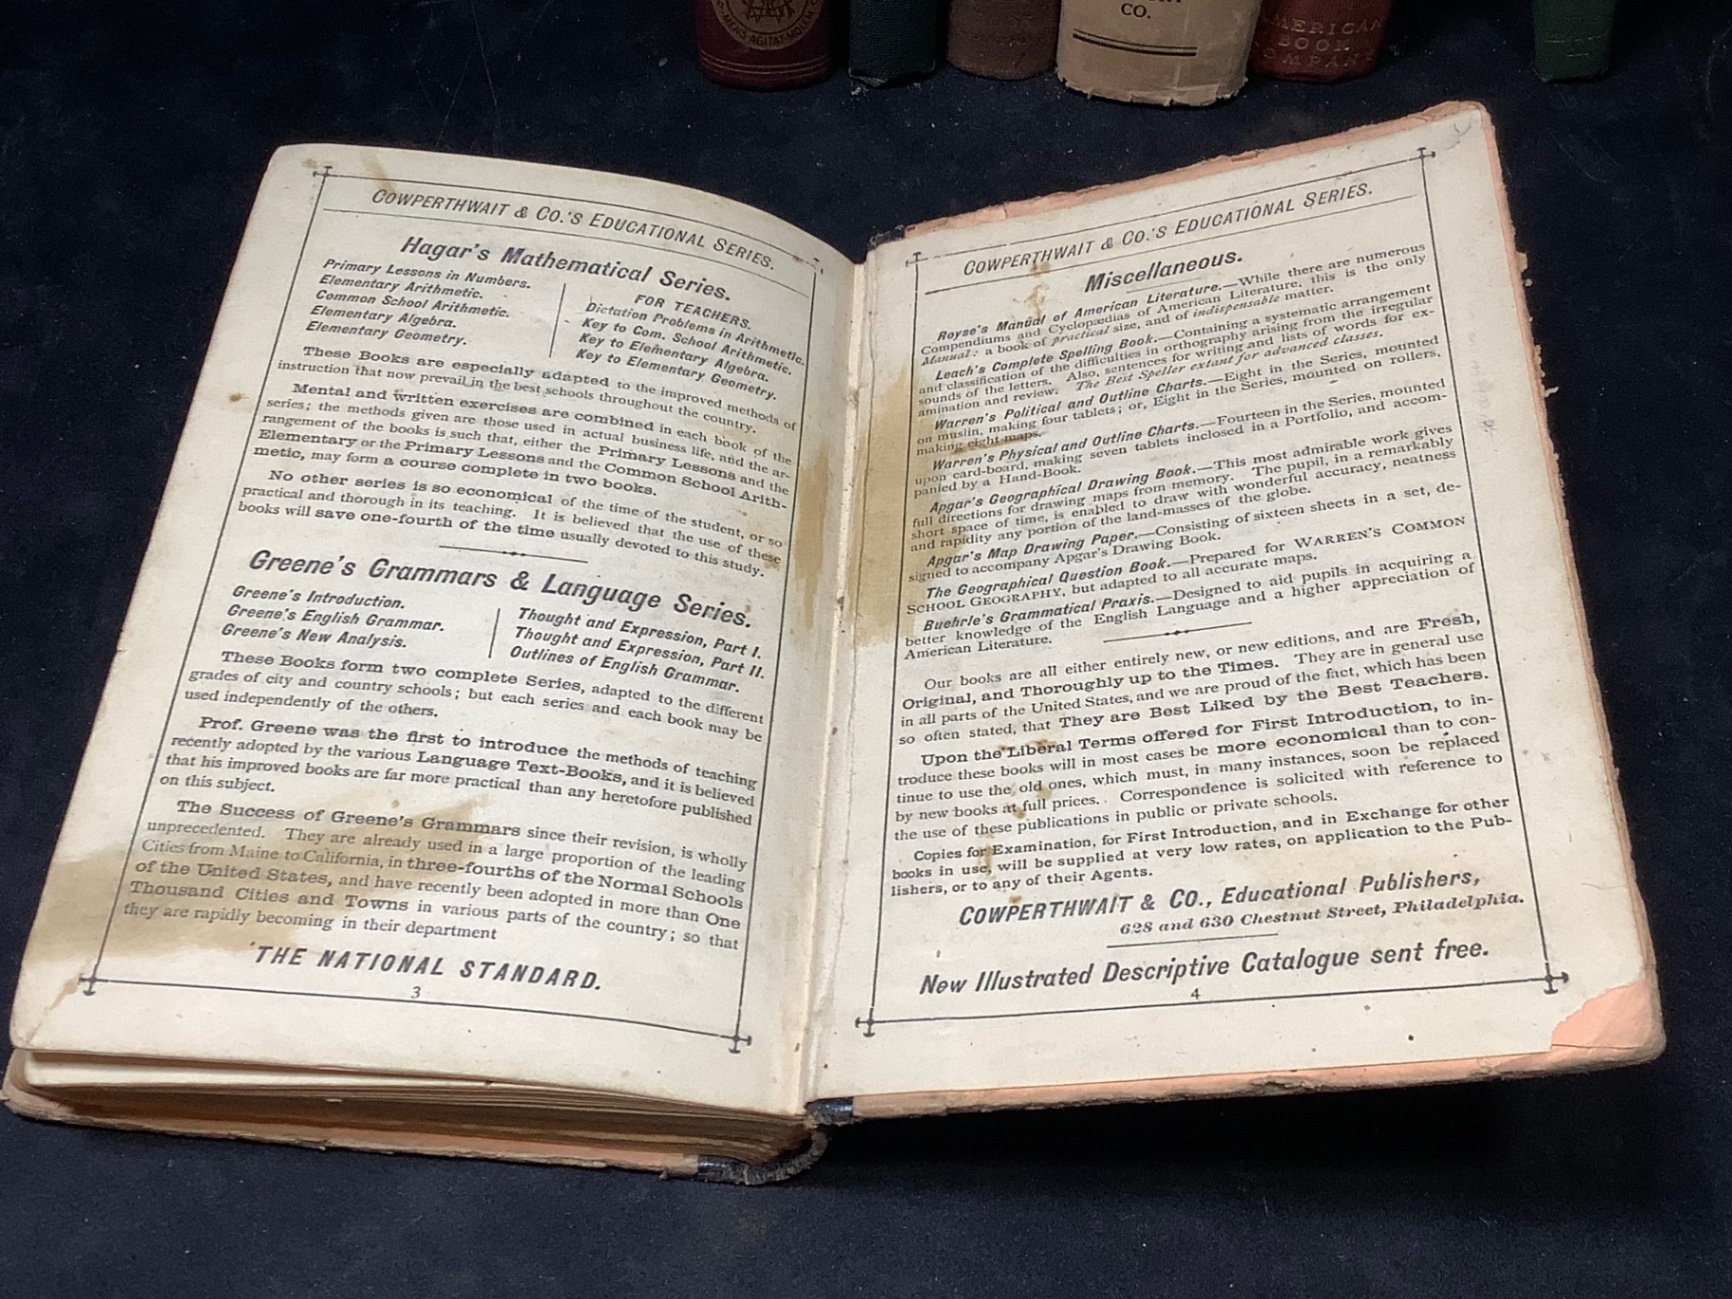 MENS AGITAT MOLEM
CO.
AMERICAN
BOOK
COMPANY
COWPERTHWAIT & CO.'S EDUCATIONAL SERIES.
Hagar's Mathematical Series.
Primary Lessons in Numbers.
Elementary Arithmetic.
Common School Arithmetic.
Elementary Algebra.
Elementary Geometry.
FOR TEACHERS.
Dictation Problems in Arithmetic.
Key to Com. School Arithmetic.
Key to Elementary Algebra.
Key to Elementary Geometry.
These Books are especially adapted to the improved methods of
instruction that now prevail in the best schools throughout the country.
Mental and written exercises are combined in each book of the
series; the methods given are those used in actual business life, and the ar-
rangement of the books is such that, either the Primary Lessons and the
Elementary or the Primary Lessons and the Common School Arith-
metic, may form a course complete in two books.
No other series is so economical of the time of the student, or so
practical and thorough in its teaching. It is believed that the use of these
books will save one-fourth of the time usually devoted to this study.
Greene's Grammars & Language Series.
Greene's Introduction.
Greene's English Grammar.
Greene's New Analysis.
Thought and Expression, Part I.
Thought and Expression, Part II.
Outlines of English Grammar.
These Books form two complete Series, adapted to the different
grades of city and country schools; but each series and each book may be
used independently of the others.
Prof. Greene was the first to introduce the methods of teaching
recently adopted by the various Language Text-Books, and it is believed
that his improved books are far more practical than any heretofore published
on this subject.
The Success of Greene's Grammars since their revision, is wholly
unprecedented. They are already used in a large proportion of the leading
Cities from Maine to California, in three-fourths of the Normal Schools
of the United States, and have recently been adopted in more than One
Thousand Cities and Towns in various parts of the country; so that
they are rapidly becoming in their department
THE NATIONAL STANDARD.
3
COWPERTHWAIT & CO.'S EDUCATIONAL SERIES.
Miscellaneous.
Royse's Manual of American Literature.—While there are numerous
Compendiums and Cyclopædias of American Literature, this is the only
Manual: a book of practical size, and of indispensable matter.
Leach's Complete Spelling Book.—Containing a systematic arrangement
and classification of the difficulties in orthography arising from the irregular
sounds of the letters. Also, sentences for writing and lists of words for ex-
amination and review. The Best Speller extant for advanced classes.
Warren's Political and Outline Charts.—Eight in the Series, mounted
on muslin, making four tablets; or, Eight in the Series, mounted on rollers,
making eight maps.
Warren's Physical and Outline Charts.—Fourteen in the Series, mounted
upon card-board, making seven tablets inclosed in a Portfolio, and accom-
panied by a Hand-Book.
Apgar's Geographical Drawing Book.—This most admirable work gives
full directions for drawing maps from memory. The pupil, in a remarkably
short space of time, is enabled to draw with wonderful accuracy, neatness
and rapidity any portion of the land-masses of the globe.
Apgar's Map Drawing Paper.—Consisting of sixteen sheets in a set, de-
signed to accompany Apgar's Drawing Book.
The Geographical Question Book.—Prepared for WARREN'S COMMON
SCHOOL GEOGRAPHY, but adapted to all accurate maps.
Buehrle's Grammatical Praxis.—Designed to aid pupils in acquiring a
better knowledge of the English Language and a higher appreciation of
American Literature.
Our books are all either entirely new, or new editions, and are Fresh,
Original, and Thoroughly up to the Times. They are in general use
in all parts of the United States, and we are proud of the fact, which has been
so often stated, that They are Best Liked by the Best Teachers.
Upon the Liberal Terms offered for First Introduction, to in-
troduce these books will in most cases be more economical than to con-
tinue to use the old ones, which must, in many instances, soon be replaced
by new books at full prices. Correspondence is solicited with reference to
the use of these publications in public or private schools.
Copies for Examination, for First Introduction, and in Exchange for other
books in use, will be supplied at very low rates, on application to the Pub-
lishers, or to any of their Agents.
COWPERTHWAIT & CO., Educational Publishers,
628 and 630 Chestnut Street, Philadelphia.
New Illustrated Descriptive Catalogue sent free.
4